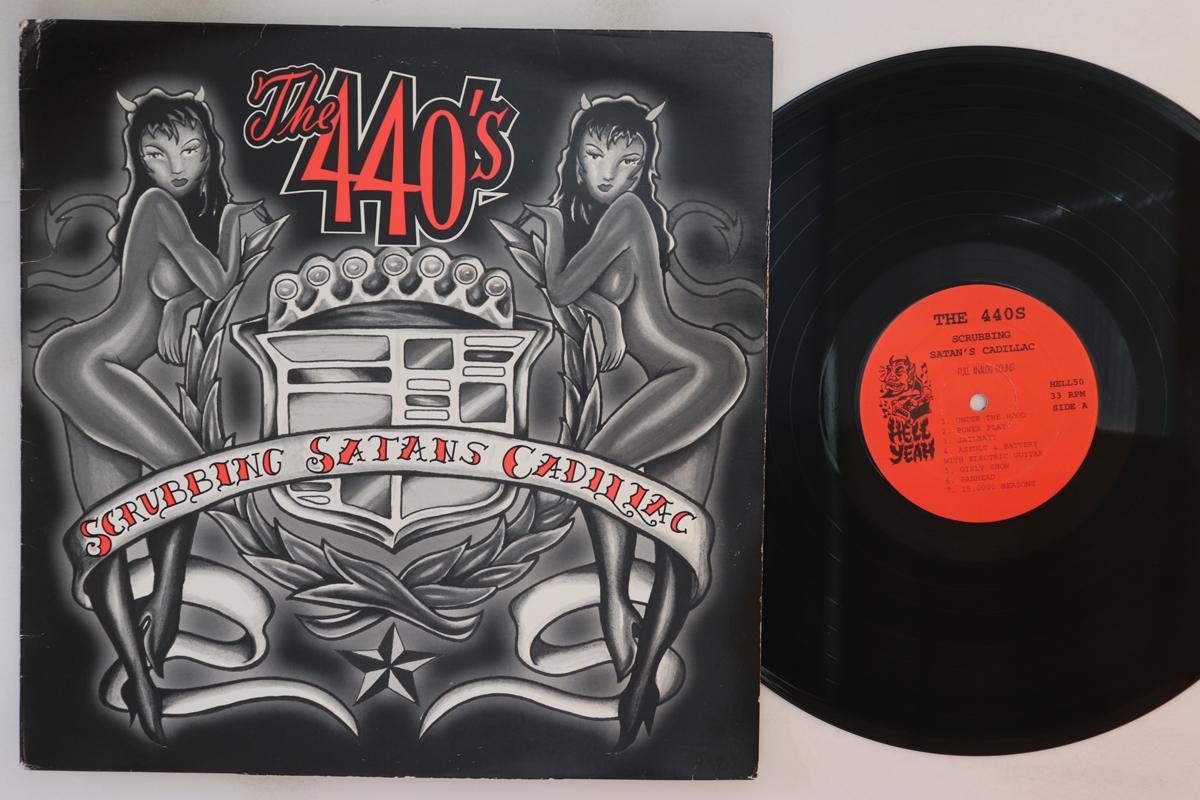 The
440's
SCRUBBING SATANS CADILLAC
THE 440S
SCRUBBING
SATAN'S CADILLAC
FULL ANALOG SOUND
HELL50
33 RPM
SIDE A
HELL
YEAH
1. UNDER THE HOOD
2. POWER PLAY
3. JAILBAIT
4. ASSULT & BATTERY
WITH ELECTRIC GUITAR
5. GIRLY SHOW
6. PANHEAD
7. 15,0000 REASONS